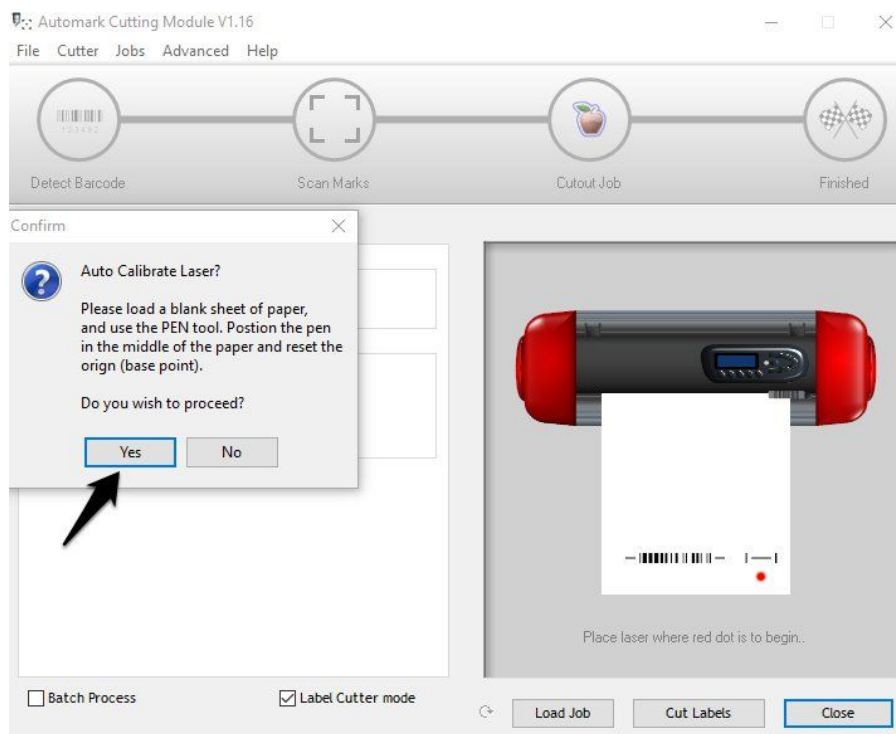 Automark Cutting Module V1.16
File Cutter Jobs Advanced Help
123452
Detect Barcode Scan Marks Cutout Job Finished
Confirm
Auto Calibrate Laser?
Please load a blank sheet of paper,
and use the PEN tool. Postion the pen
in the middle of the paper and reset the
orign (base point).
Do you wish to proceed?
Yes No
Place laser where red dot is to begin..
Batch Process Label Cutter mode
Load Job Cut Labels Close